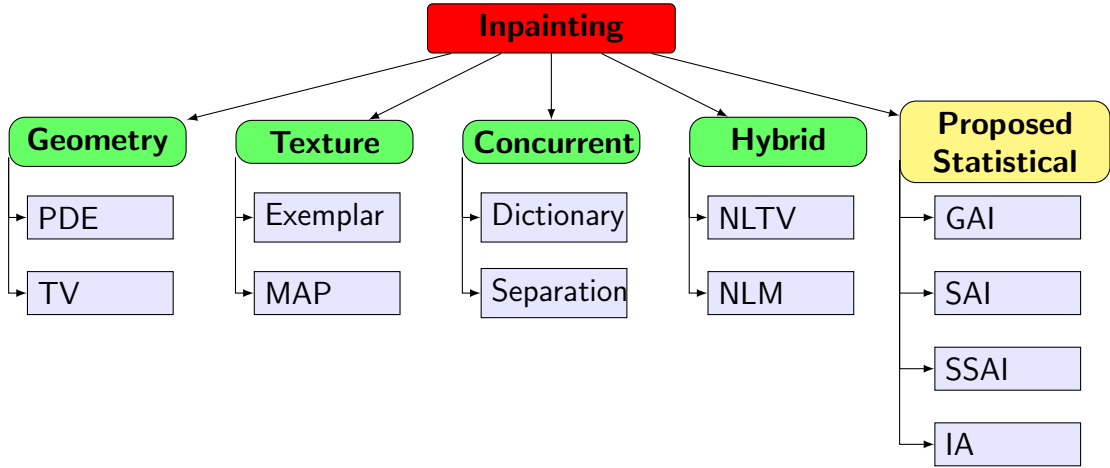 Inpainting
Geometry
PDE
TV
Texture
Exemplar
MAP
Concurrent
Dictionary
Separation
Hybrid
NLTV
NLM
Proposed
Statistical
GAI
SAI
SSAI
IA